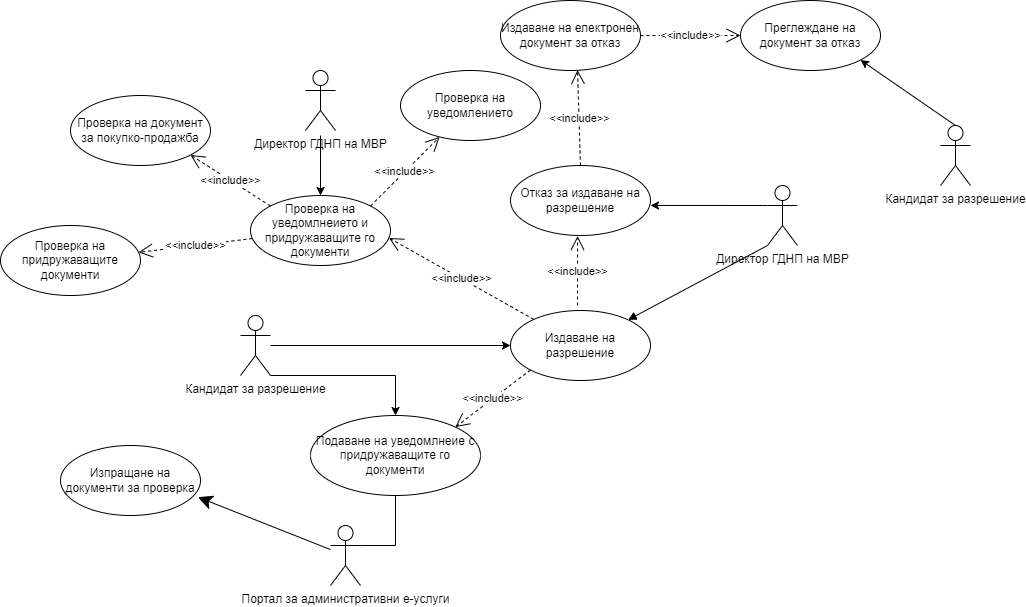 Издаване на електронен
документ за отказ
<<include>>
Преглеждане на
документ за отказ
Проверка на
уведомлението
Проверка на документ
за покупко-продажба
<<include>>
Директор ГДНП на МВР
<<include>>
<<include>>
Кандидат за разрешение
Проверка на
уведомлнеието и
придружаващите го
документи
Отказ за издаване на
разрешение
Проверка на
придружаващите
документи
<<include>>
Директор ГДНП на МВР
<<include>>
<<include>>
Издаване на
разрешение
Кандидат за разрешение
<<include>>
Подаване на уведомлнеие с
придружаващите го
документи
Изпращане на
документи за проверка
Портал за административни е-услуги